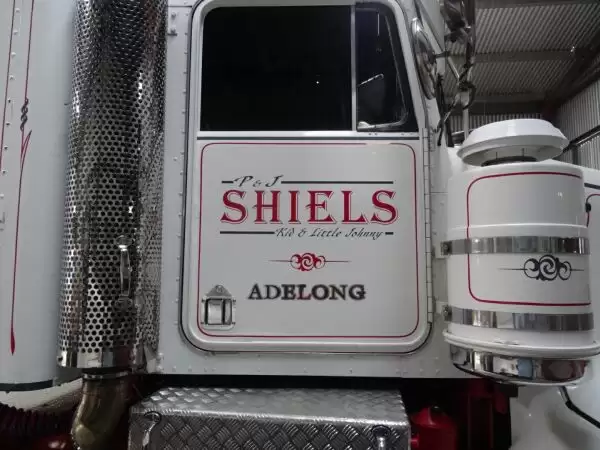 P & J
SHIELS
Kid & Little Johnny
ADELONG